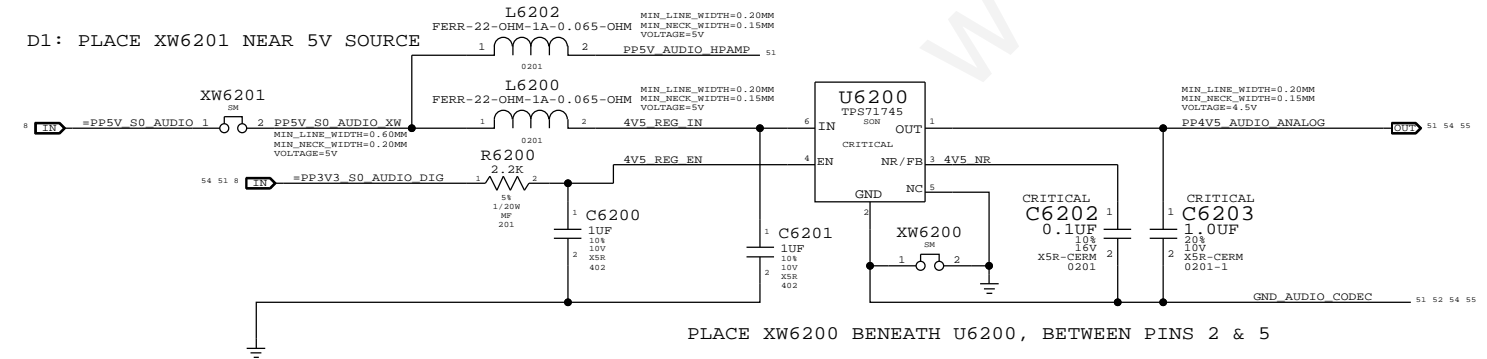 D1: PLACE XW6201 NEAR 5V SOURCE
L6202
FERR-22-OHM-1A-0.065-OHM
MIN_LINE_WIDTH=0.20MM
MIN_NECK_WIDTH=0.15MM
VOLTAGE=5V
1
2
PP5V_AUDIO_HPAMP
51
0201
XW6201
SM
8
IN
=PP5V_S0_AUDIO
1
2
PP5V_S0_AUDIO_XW
MIN_LINE_WIDTH=0.60MM
MIN_NECK_WIDTH=0.20MM
VOLTAGE=5V
L6200
FERR-22-OHM-1A-0.065-OHM
MIN_LINE_WIDTH=0.20MM
MIN_NECK_WIDTH=0.15MM
VOLTAGE=5V
1
2
4V5_REG_IN
0201
R6200
2.2K
54 51 8
IN
=PP3V3_S0_AUDIO_DIG
1
2
5%
1/20W
MF
201
4V5_REG_EN
1
C6200
1UF
10%
10V
X5R
402
2
1
C6201
1UF
10%
10V
X5R
402
2
U6200
TPS71745
SON
CRITICAL
6
IN
OUT
1
4
EN
NR/FB
3
4V5_NR
NC
5
GND
2
XW6200
SM
1
2
MIN_LINE_WIDTH=0.20MM
MIN_NECK_WIDTH=0.15MM
VOLTAGE=4.5V
PP4V5_AUDIO_ANALOG
OUT
51 54 55
CRITICAL
C6202
0.1UF
10%
16V
X5R-CERM
0201
1
2
CRITICAL
C6203
1.0UF
20%
10V
X5R-CERM
0201-1
1
2
GND_AUDIO_CODEC
51 52 54 55
PLACE XW6200 BENEATH U6200, BETWEEN PINS 2 & 5